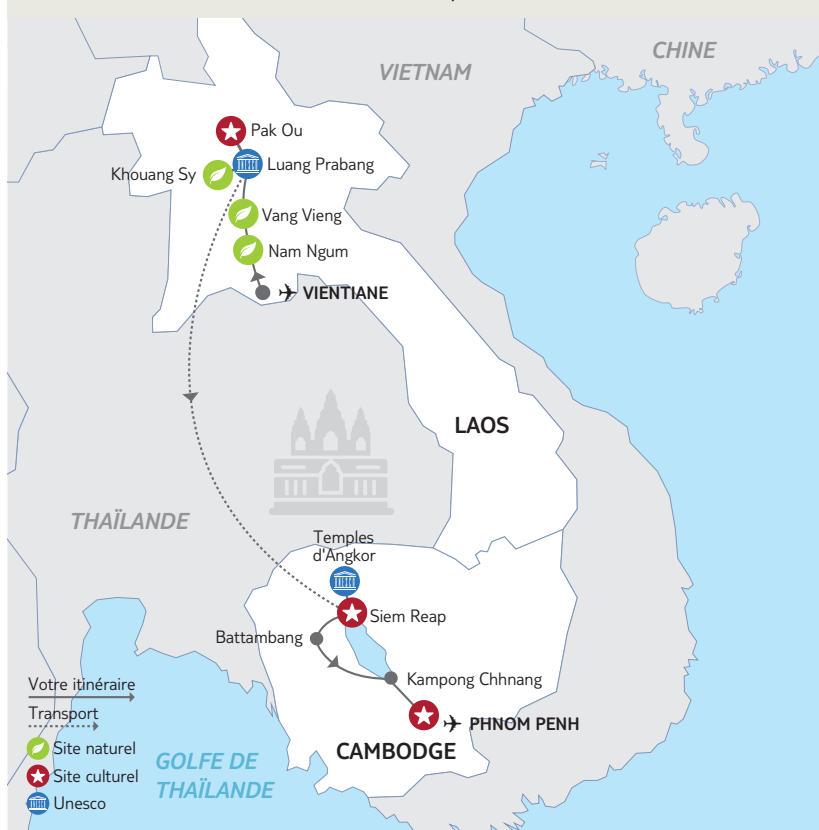 CHINE
VIETNAM
Pak Ou
Luang Prabang
Khouang Sy
Vang Vieng
Nam Ngum
VIENTIANE
LAOS
THAÏLANDE
Temples
d'Angkor
Siem Reap
Battambang
Kampong Chhnang
PHNOM PENH
CAMBODGE
GOLFE DE
THAÏLANDE
Votre itinéraire
Transport
Site naturel
Site culturel
Unesco